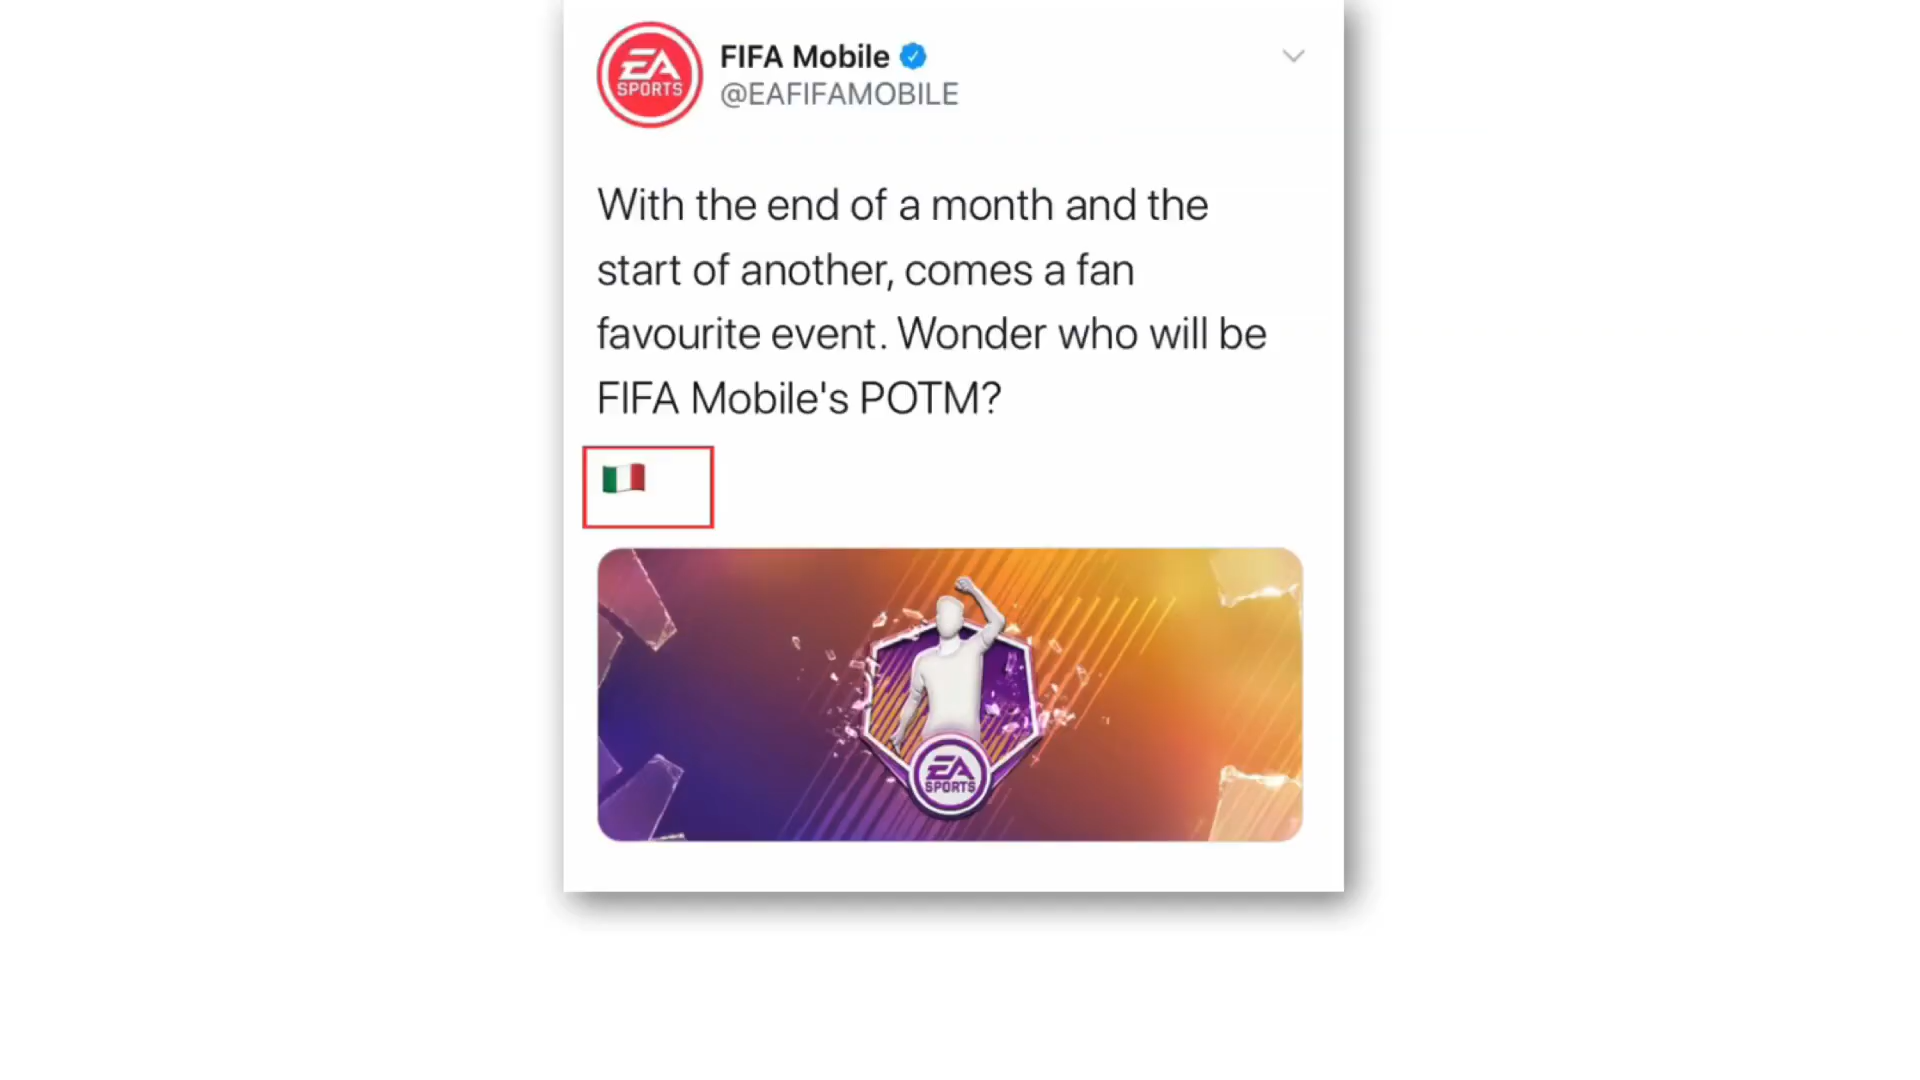 EA
SPORTS
FIFA Mobile
@EAFIFAMOBILE
With the end of a month and the
start of another, comes a fan
favourite event. Wonder who will be
FIFA Mobile's POTM?
EA
SPORTS